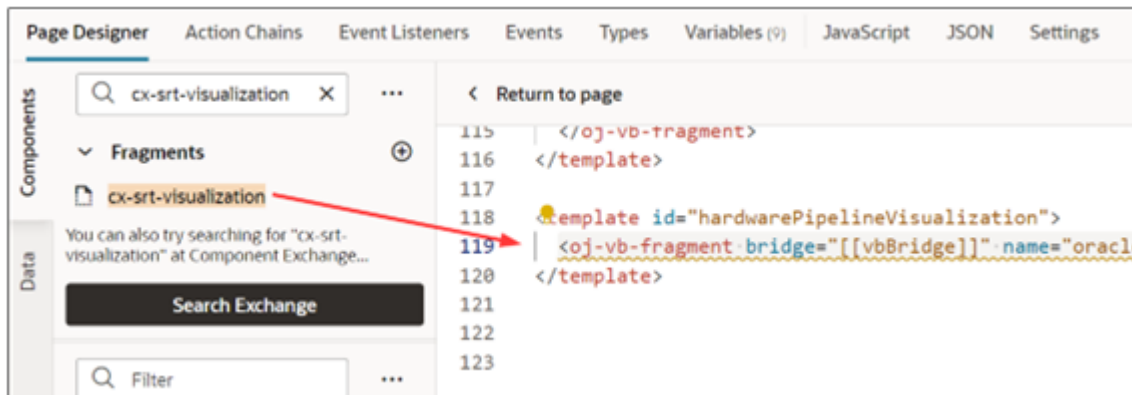 Page Designer Action Chains Event Listeners Events Types Variables (9) JavaScript JSON Settings
Components
Data
cx-srt-visualization
Fragments
cx-srt-visualization
You can also try searching for "cx-srt-
visualization" at Component Exchange...
Search Exchange
Filter
Return to page
115 </oj-vb-fragment>
116 </template>
117
118 <template id="hardwarePipelineVisualization">
119 <oj-vb-fragment bridge="[[vbBridge]]" name="oracl
120 </template>
121
122
123